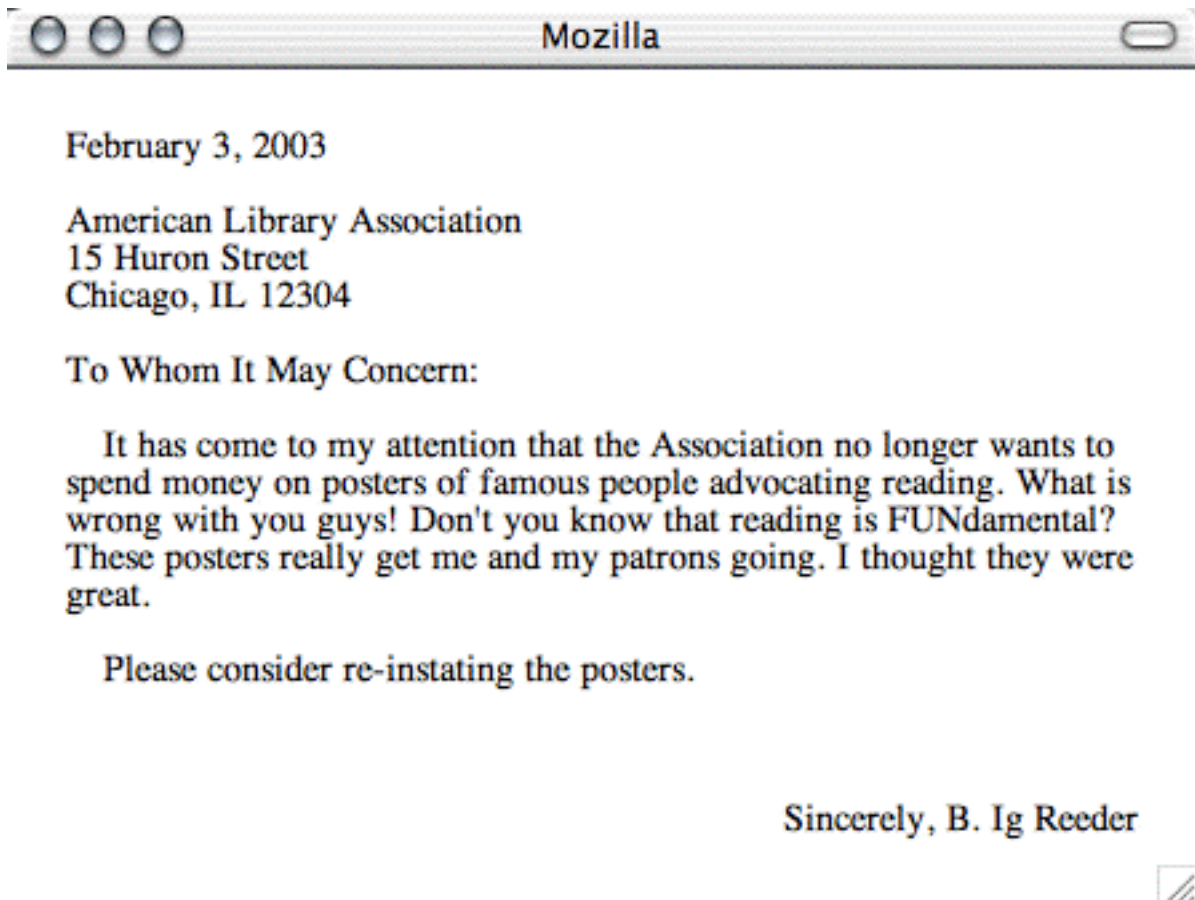 Mozilla
February 3, 2003
American Library Association
15 Huron Street
Chicago, IL 12304
To Whom It May Concern:
It has come to my attention that the Association no longer wants to
spend money on posters of famous people advocating reading. What is
wrong with you guys! Don't you know that reading is FUNdamental?
These posters really get me and my patrons going. I thought they were
great.
Please consider re-instating the posters.
Sincerely, B. Ig Reeder